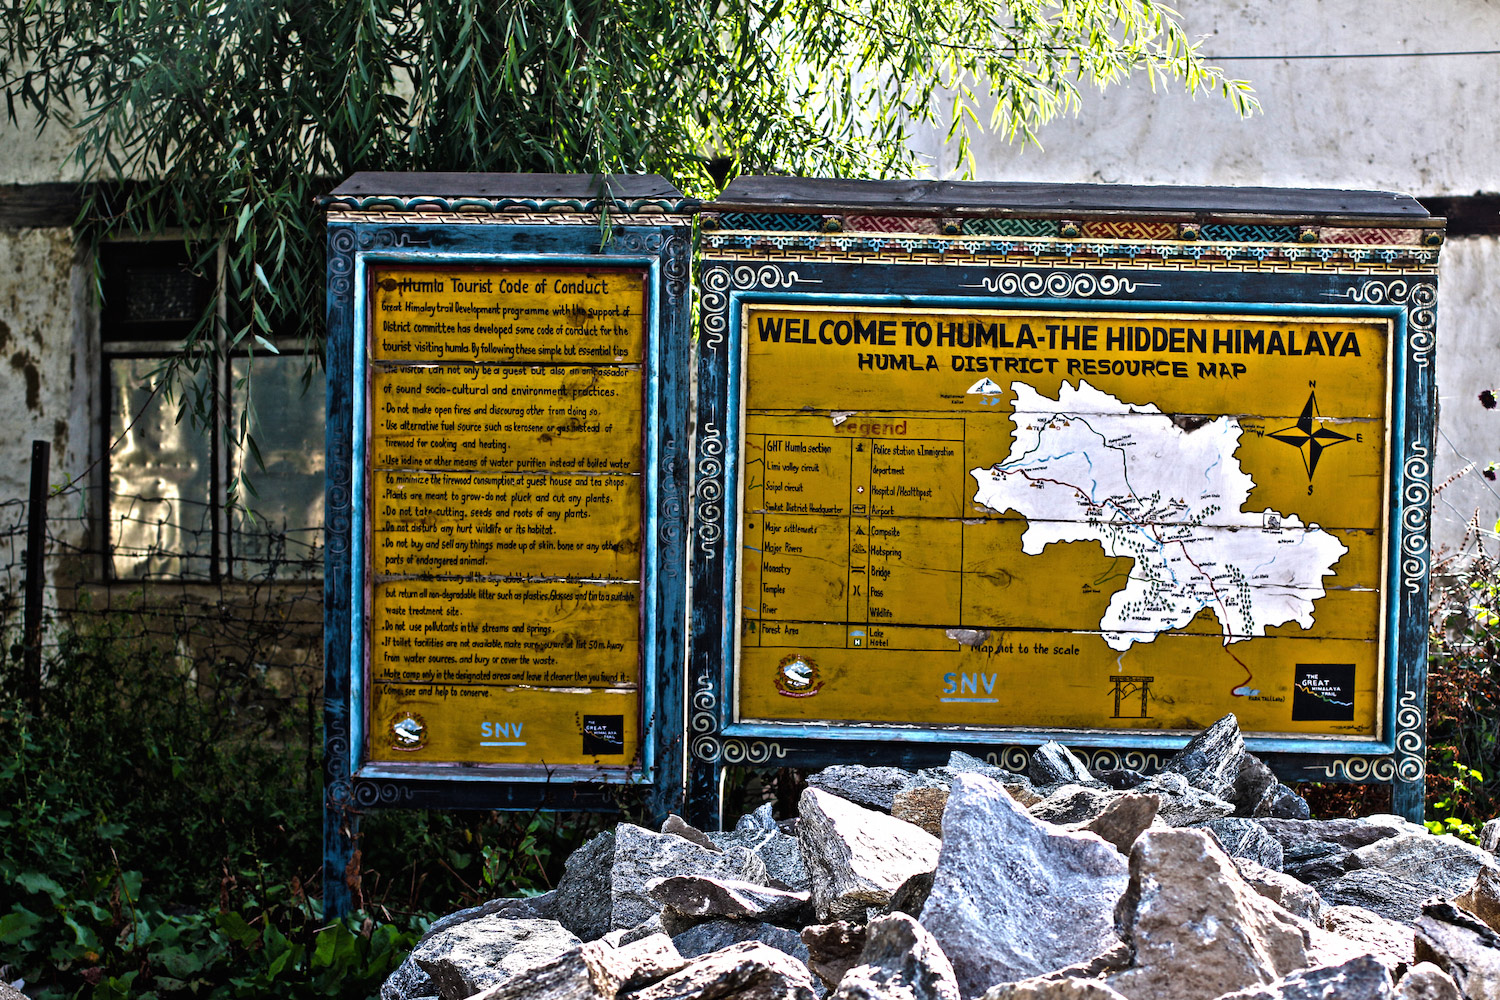 Humla Tourist Code of Conduct
Great Himalay trail Development programme with the support of
District committee has developed some code of conduct for the
tourist visiting humla. By following these simple but essential tips
the visitor can not only be a guest but also an ambassador
of sound socio-cultural and environment practices.
• Do not make open fires and discourag other from doing so.
• Use alternative fuel source such as kerosene or gas instead of
firewood for cooking and heating.
• Use iodine or other means of water purifien instead of boiled water
to minimize the firewood consumption, at guest house and tea shops
• Plants are meant to grow-do not pluck and cut any plants.
• Do not take cutting, seeds and roots of any plants.
• Do not disturb any hurt wildlife or its habitat.
• Do not buy and sell any things made up of skin, bone or any other
parts of endangered animal.
and bury all the
but return all non-degradable litter such as plastics, Glasses and tin to a suitable
waste treatment site.
• Do not use pollutants in the streams and springs.
• If toilet facilities are not available, make sure you are at list 50m. Away
from water sources, and bury or cover the waste.
• Make camp only in the designated areas and leave it cleaner then you found it.
Come, see and help to conserve.
SNV
THE
GREAT
HIMALAYA
TRAIL
WELCOME TO HUMLA-THE HIDDEN HIMALAYA
HUMLA DISTRICT RESOURCE MAP
Legend
GHT Humla section
Limi valley circuit
Saipal circuit
Simkot District Headquarter
Major settlements
Major Rivers
Monastry
Temples
River
Forest Area
Police station & Immigration
department
Hospital/Healthpost
Airport
Campsite
Hotspring
Bridge
Pass
Wildlife
Lake
H Hotel
N
W E
S
Map not to the scale
SNV
RARA TAL (Lake)
THE
GREAT
HIMALAYA
TRAIL